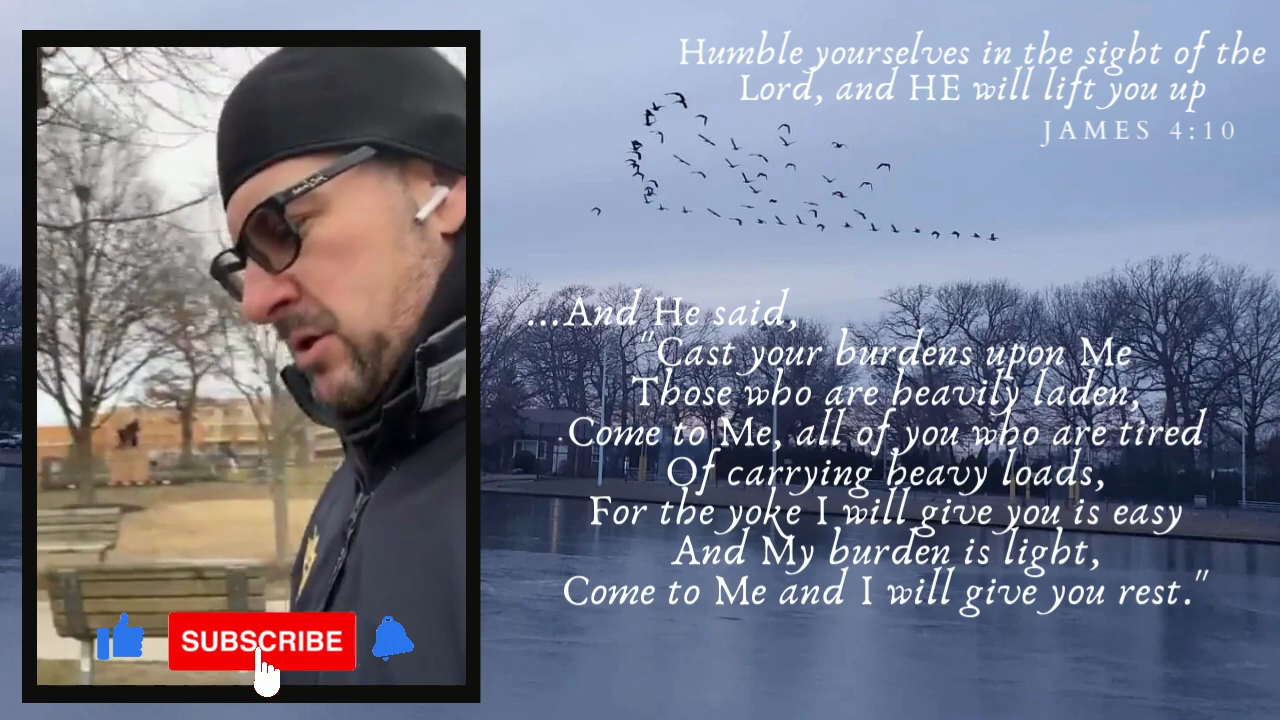 Humble yourselves in the sight of the
Lord, and HE will lift you up
JAMES 4:10
...And He said,
"Cast your burdens upon Me
Those who are heavily laden,
Come to Me, all of you who are tired
Of carrying heavy loads,
For the yoke I will give you is easy
And My burden is light,
Come to Me and I will give you rest."
SUBSCRIBE